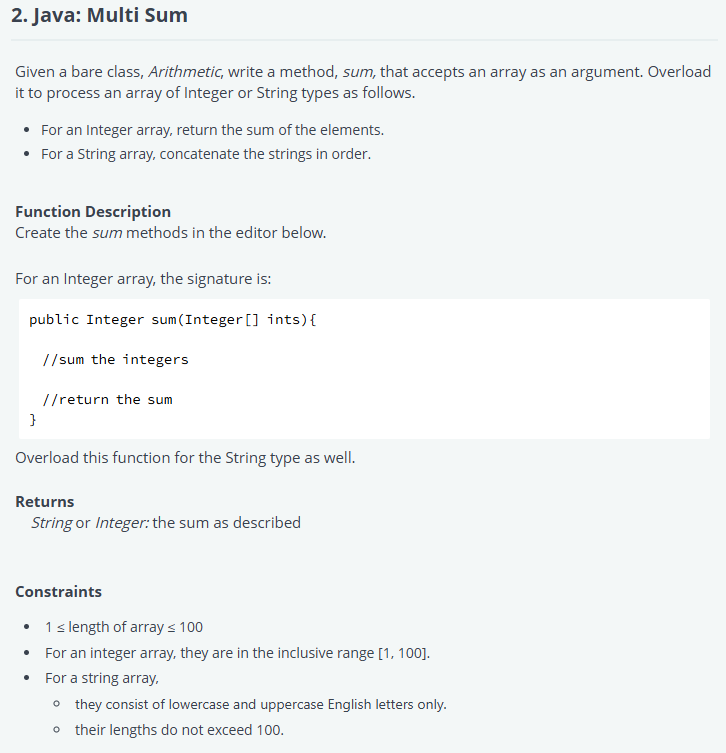 2. Java: Multi Sum
Given a bare class, Arithmetic, write a method, sum, that accepts an array as an argument. Overload
it to process an array of Integer or String types as follows.
• For an Integer array, return the sum of the elements.
• For a String array, concatenate the strings in order.
Function Description
Create the sum methods in the editor below.
For an Integer array, the signature is:
public Integer sum(Integer[] ints){
//sum the integers
//return the sum
}
Overload this function for the String type as well.
Returns
String or Integer: the sum as described
Constraints
• 1 ≤ length of array ≤ 100
• For an integer array, they are in the inclusive range [1, 100].
• For a string array,
○ they consist of lowercase and uppercase English letters only.
○ their lengths do not exceed 100.